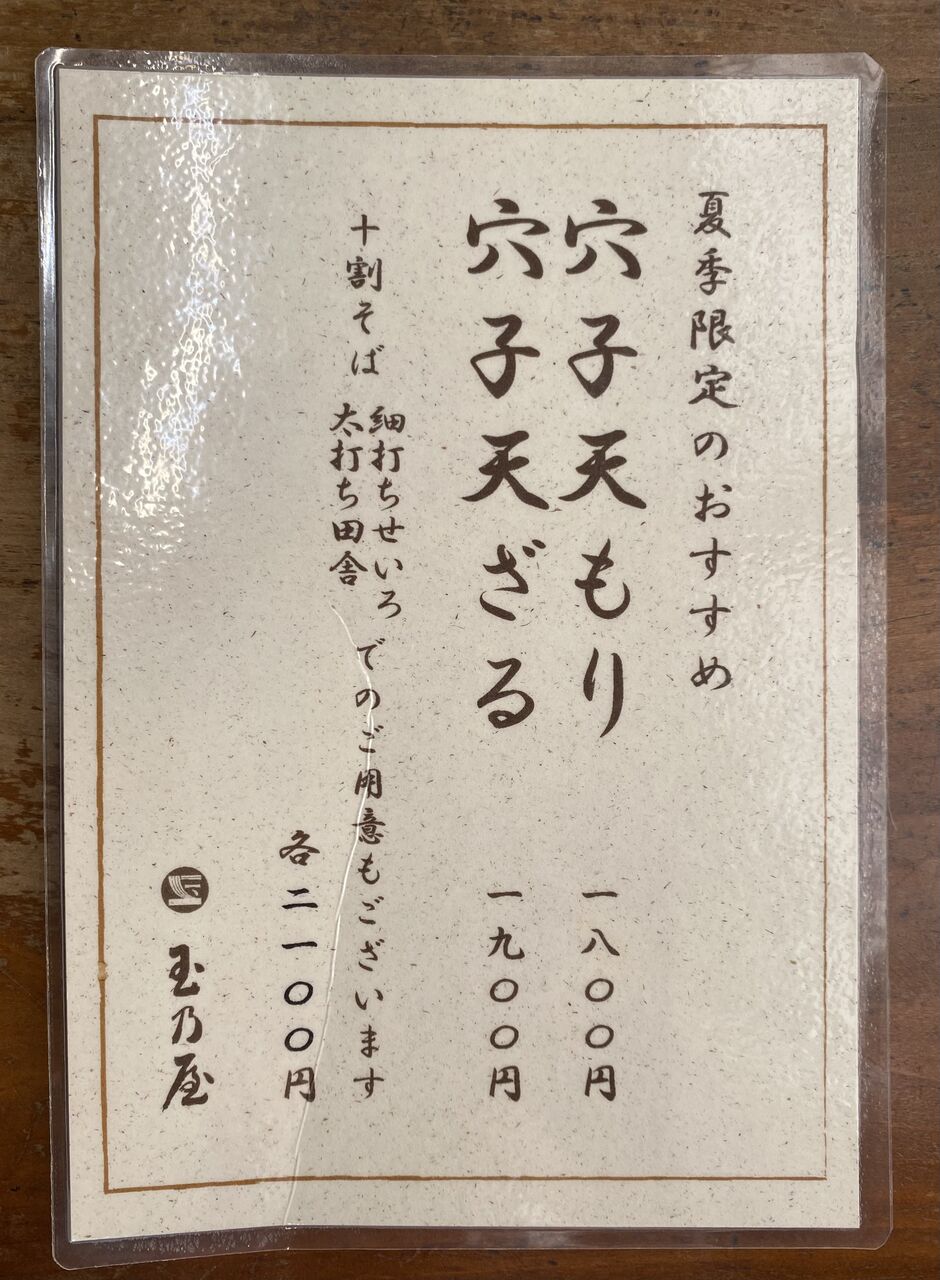 夏季限定のおすすめ
穴子天もり 一八〇〇円
穴子天ざる 一九〇〇円
十割そば 細打ちせいろ 太打ち田舎 でのご用意もございます
各二一〇〇円
玉乃屋